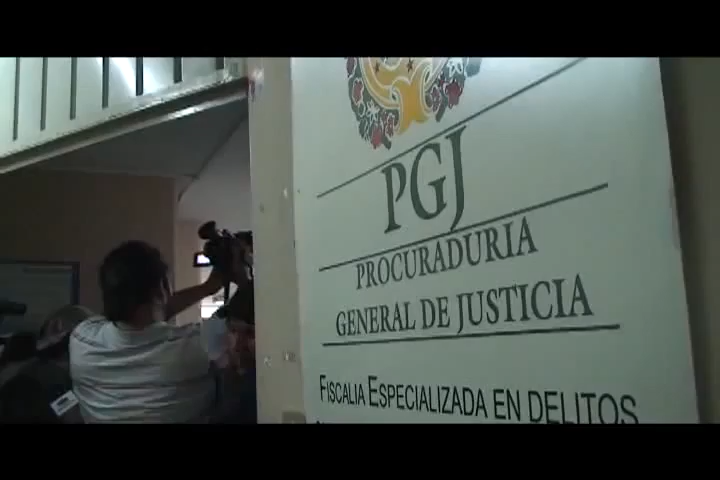 PGJ
PROCURADURIA
GENERAL DE JUSTICIA
FISCALIA ESPECIALIZADA EN DELITOS